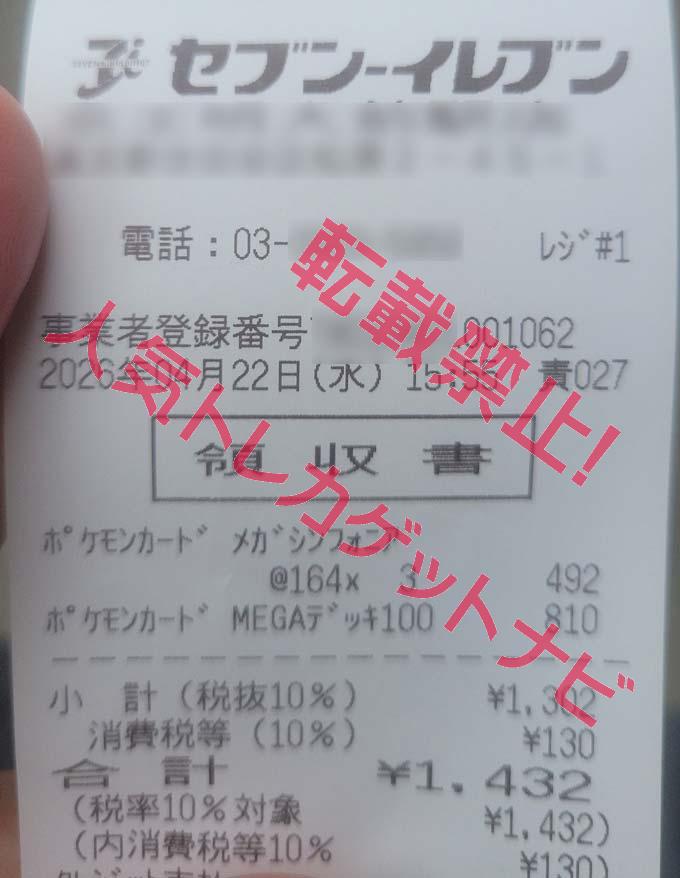 SEVEN&i HOLDINGS
セブン-イレブン
電話：03-
レジ#1
事業者登録番号
001062
2026年04月22日(水) 15:55 責027
領収書
ポケモンカード メガシンフォニア
@164x 3 492
ポケモンカード MEGAデッキ100 810
小 計(税抜10%) ¥1,302
消費税等(10%) ¥130
合 計 ¥1,432
(税率10%対象 ¥1,432)
(内消費税等10% ¥130)
転載禁止!
人気トレカゲットナビ